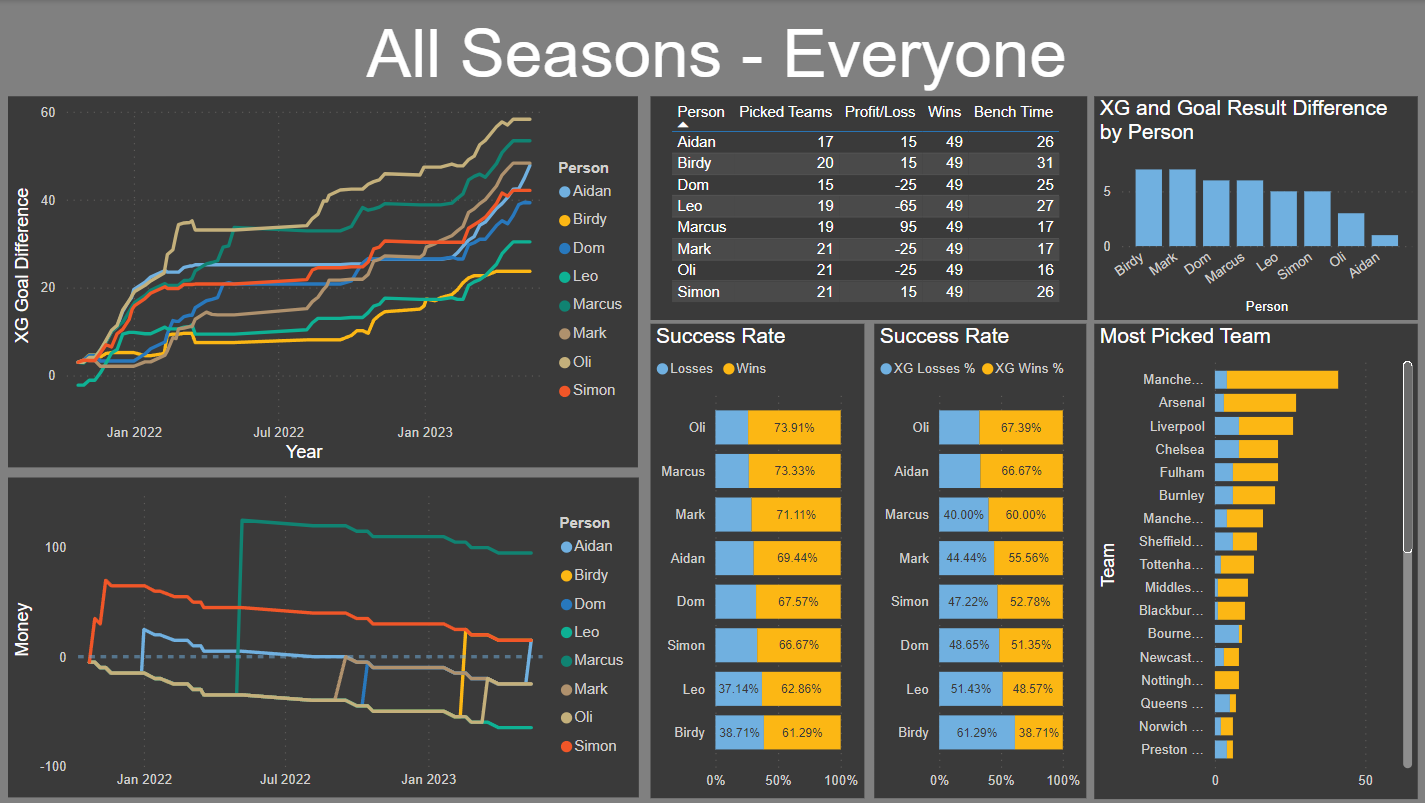 All Seasons - Everyone
60
40
20
0
XG Goal Difference
Jan 2022 Jul 2022 Jan 2023
Year
Person
Aidan
Birdy
Dom
Leo
Marcus
Mark
Oli
Simon
100
0
-100
Money
Jan 2022 Jul 2022 Jan 2023
Person
Aidan
Birdy
Dom
Leo
Marcus
Mark
Oli
Simon
Person Picked Teams Profit/Loss Wins Bench Time
Aidan 17 15 49 26
Birdy 20 15 49 31
Dom 15 -25 49 25
Leo 19 -65 49 27
Marcus 19 95 49 17
Mark 21 -25 49 17
Oli 21 -25 49 16
Simon 21 15 49 26
Success Rate
Losses Wins
Oli 73.91%
Marcus 73.33%
Mark 71.11%
Aidan 69.44%
Dom 67.57%
Simon 66.67%
Leo 37.14% 62.86%
Birdy 38.71% 61.29%
0% 50% 100%
Success Rate
XG Losses % XG Wins %
Oli 67.39%
Aidan 66.67%
Marcus 40.00% 60.00%
Mark 44.44% 55.56%
Simon 47.22% 52.78%
Dom 48.65% 51.35%
Leo 51.43% 48.57%
Birdy 61.29% 38.71%
0% 50% 100%
XG and Goal Result Difference
by Person
5
0
Birdy Mark Dom Marcus Leo Simon Oli Aidan
Person
Most Picked Team
Team
Manche...
Arsenal
Liverpool
Chelsea
Fulham
Burnley
Manche...
Sheffield...
Tottenha...
Middles...
Blackbur...
Bourne...
Newcast...
Nottingh...
Queens ...
Norwich ...
Preston ...
0 50